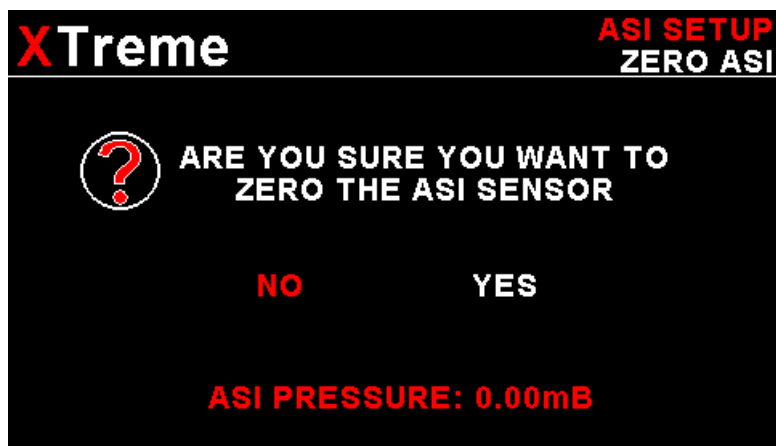 XTreme
ASI SETUP
ZERO ASI
?
ARE YOU SURE YOU WANT TO
ZERO THE ASI SENSOR
NO YES
ASI PRESSURE: 0.00mB